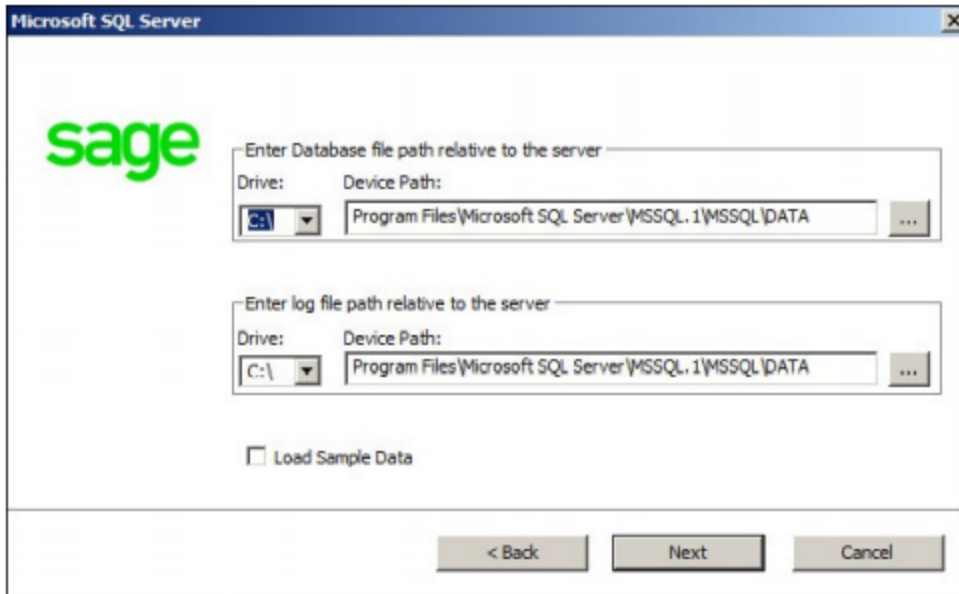 Microsoft SQL Server
sage
Enter Database file path relative to the server
Drive: Device Path:
C:\ Program Files\Microsoft SQL Server\MSSQL.1\MSSQL\DATA ...
Enter log file path relative to the server
Drive: Device Path:
C:\ Program Files\Microsoft SQL Server\MSSQL.1\MSSQL\DATA ...
Load Sample Data
< Back Next Cancel